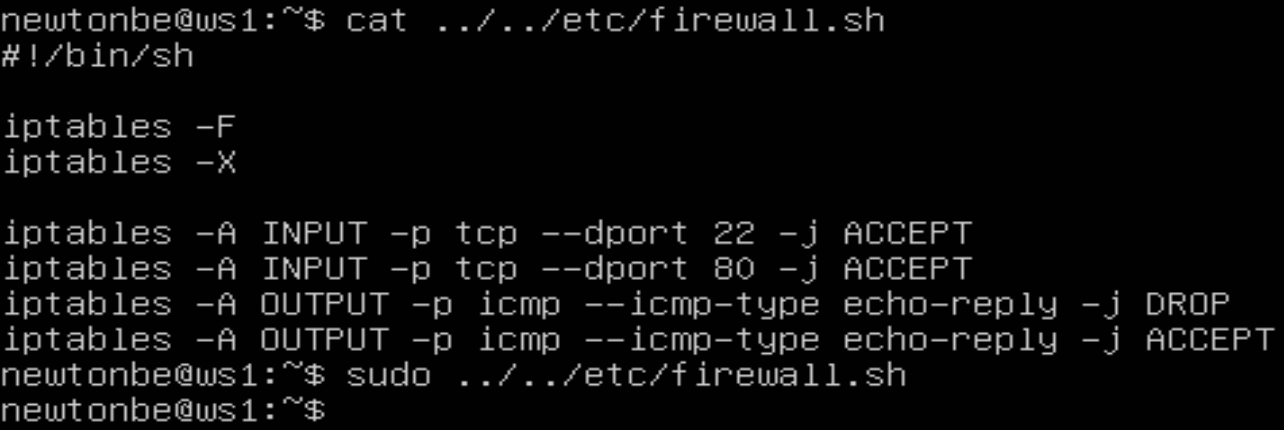 newtonbe@ws1:~$ cat ../../etc/firewall.sh
#!/bin/sh
iptables -F
iptables -X
iptables -A INPUT -p tcp --dport 22 -j ACCEPT
iptables -A INPUT -p tcp --dport 80 -j ACCEPT
iptables -A OUTPUT -p icmp --icmp-type echo-reply -j DROP
iptables -A OUTPUT -p icmp --icmp-type echo-reply -j ACCEPT
newtonbe@ws1:~$ sudo ../../etc/firewall.sh
newtonbe@ws1:~$